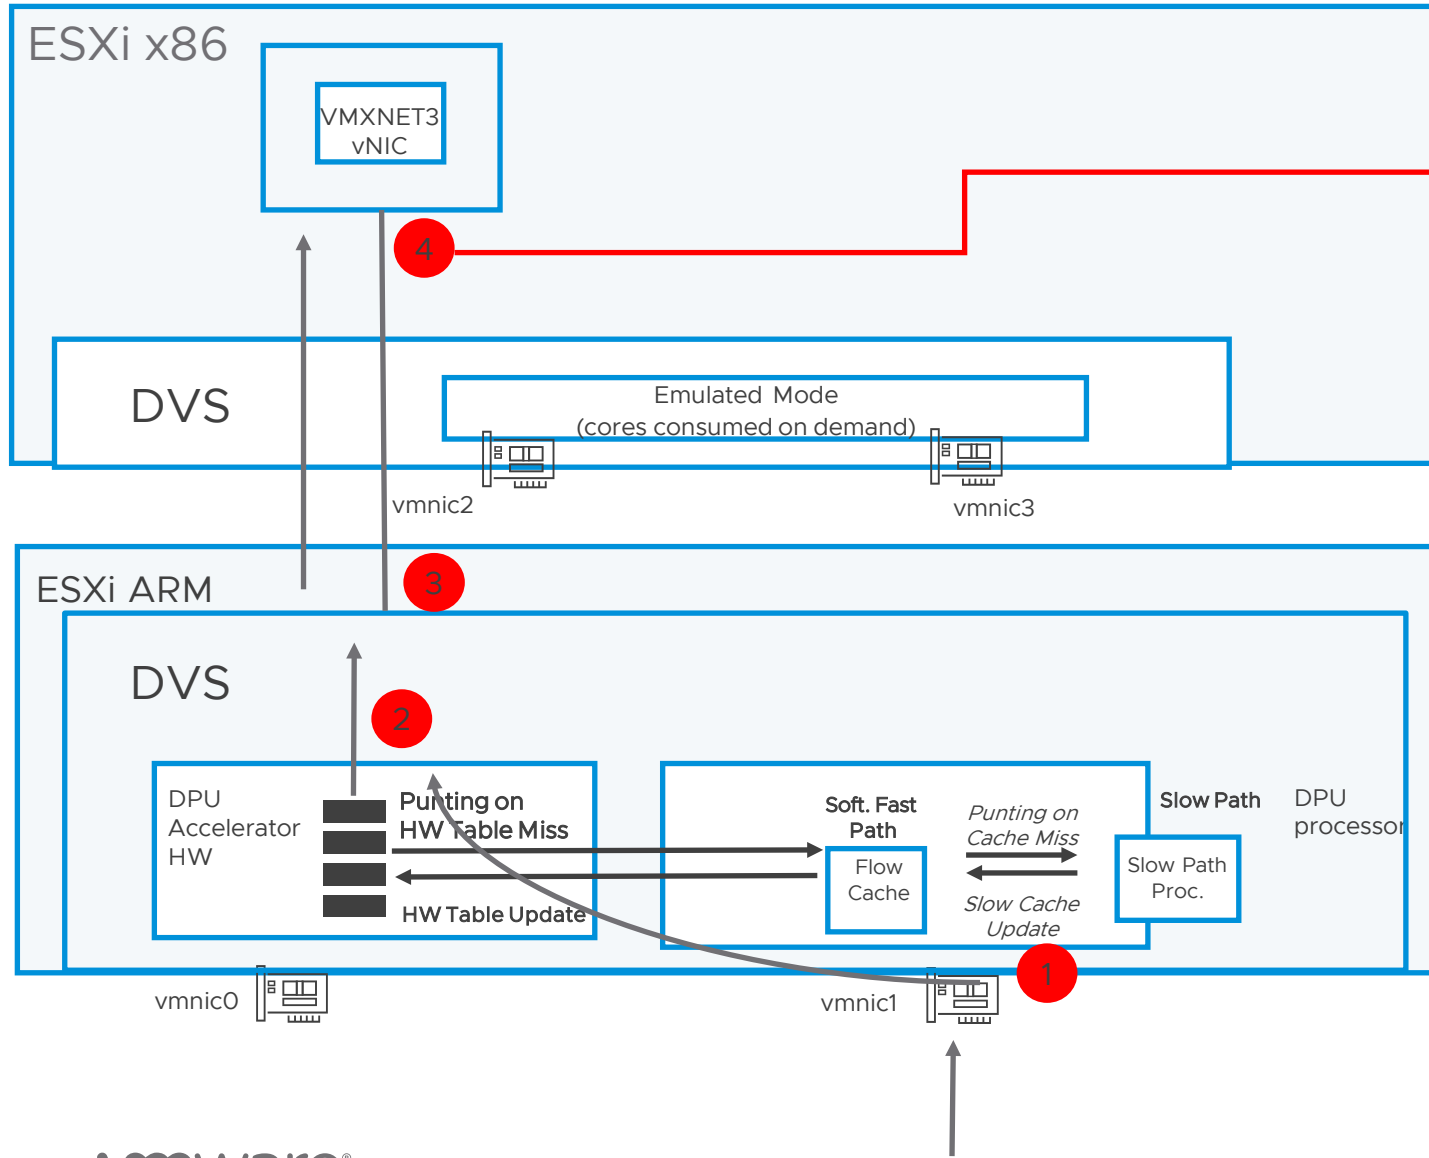 ESXi x86
VMXNET3
vNIC
4
DVS
Emulated Mode
(cores consumed on demand)
vmnic2
vmnic3
ESXi ARM
3
DVS
2
DPU
Accelerator
HW
Punting on
HW Table Miss
HW Table Update
Soft. Fast
Path
Flow
Cache
Punting on
Cache Miss
Slow Cache
Update
Slow Path
Slow Path
Proc.
DPU
processor
1
vmnic0
vmnic1